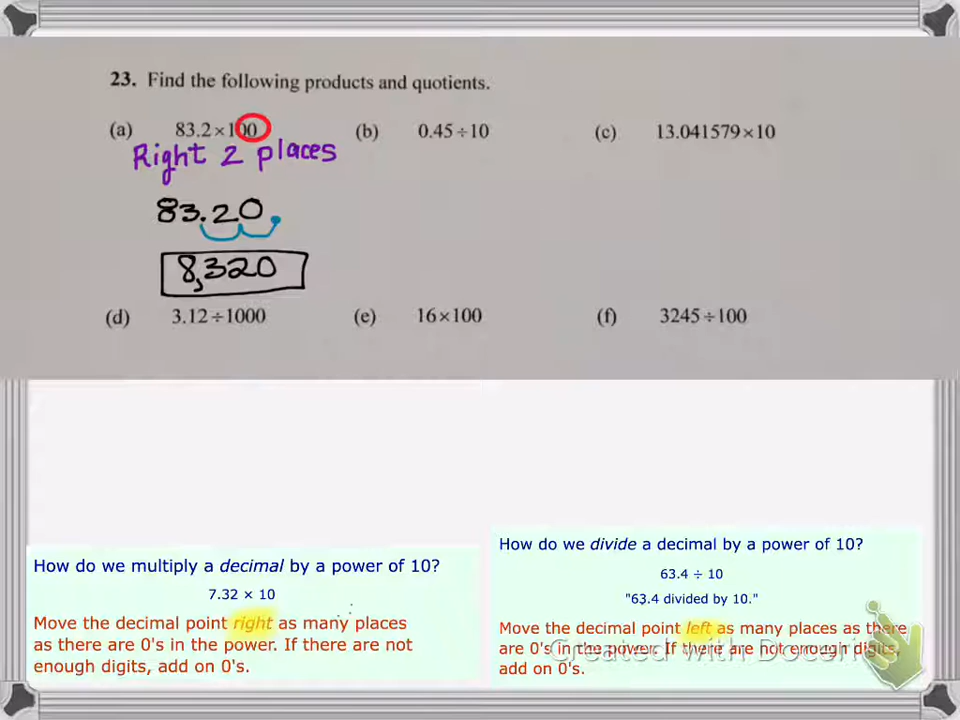 23. Find the following products and quotients.
(a) 83.2×100 (b) 0.45÷10 (c) 13.041579×10
Right 2 places
83.20.
8,320
(d) 3.12÷1000 (e) 16×100 (f) 3245÷100
How do we multiply a decimal by a power of 10?
7.32 × 10
Move the decimal point right as many places
as there are 0's in the power. If there are not
enough digits, add on 0's.
How do we divide a decimal by a power of 10?
63.4 ÷ 10
"63.4 divided by 10."
Move the decimal point left as many places as there
are 0's in the power. If there are not enough digits,
add on 0's.
Created with Doceri